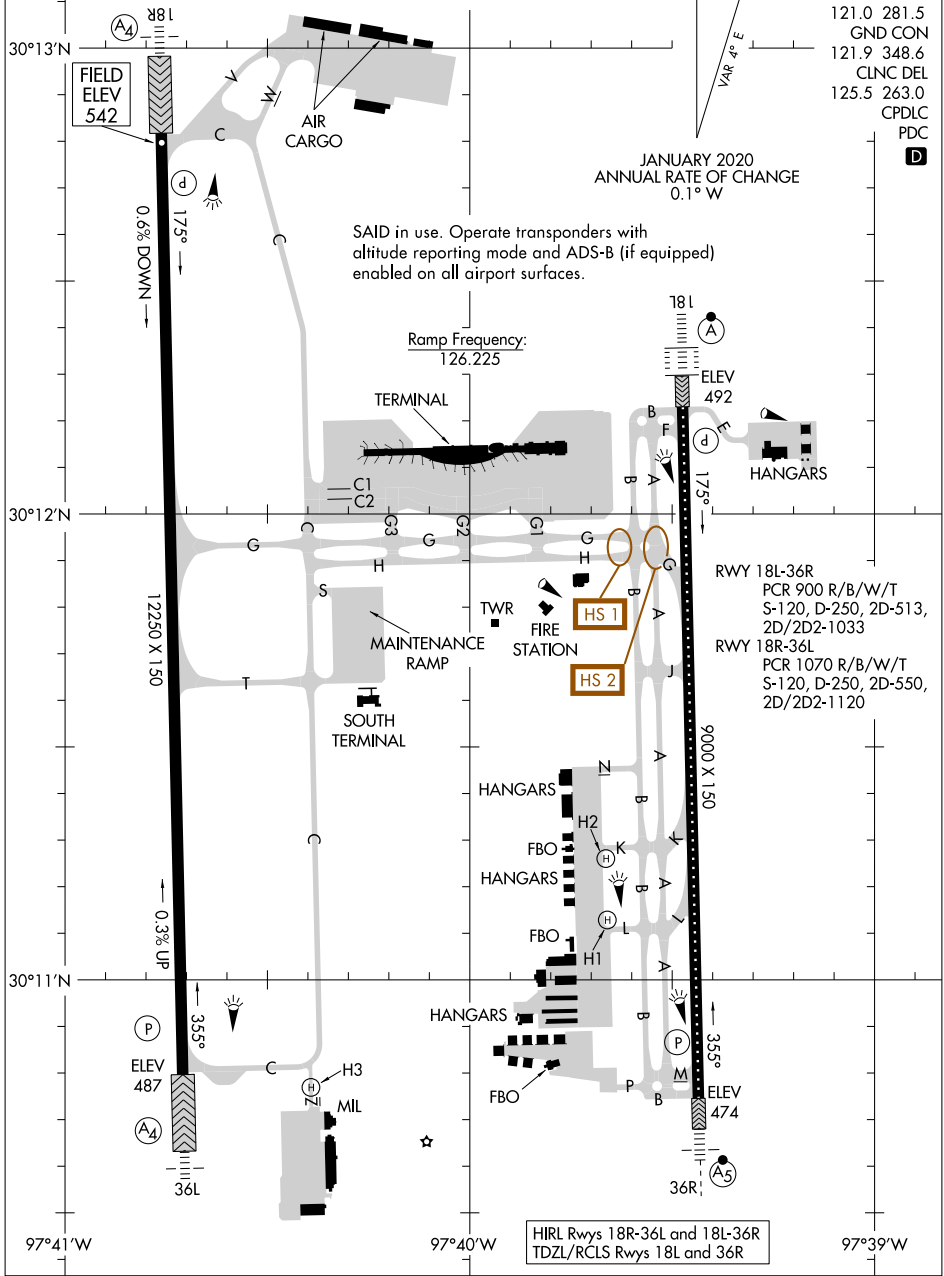 18R
A4
30°13'N
FIELD
ELEV
542
V
W
C
AIR
CARGO
VAR 4° E
121.0 281.5
GND CON
121.9 348.6
CLNC DEL
125.5 263.0
CPDLC
PDC
D
JANUARY 2020
ANNUAL RATE OF CHANGE
0.1° W
P
175°
0.6% DOWN
C
SAID in use. Operate transponders with
altitude reporting mode and ADS-B (if equipped)
enabled on all airport surfaces.
18L
A
Ramp Frequency:
126.225
TERMINAL
ELEV
492
B
F
E
P
HANGARS
B
A
175°
C1
C2
30°12'N
C
G3
G2
G1
G
G
G
H
H
G
S
HS 1
B
A
TWR
FIRE
STATION
MAINTENANCE
RAMP
HS 2
RWY 18L-36R
PCR 900 R/B/W/T
S-120, D-250, 2D-513,
2D/2D2-1033
RWY 18R-36L
PCR 1070 R/B/W/T
S-120, D-250, 2D-550,
2D/2D2-1120
12250 X 150
T
J
SOUTH
TERMINAL
9000 X 150
A
N
B
HANGARS
H2
C
FBO
H
K
K
HANGARS
B
A
H
L
L
H1
FBO
0.3% UP
A
30°11'N
355°
HANGARS
B
P
P
355°
M
ELEV
487
C
H
H3
Z
MIL
FBO
P
B
ELEV
474
A4
36L
A5
36R
HIRL Rwys 18R-36L and 18L-36R
TDZL/RCLS Rwys 18L and 36R
97°41'W
97°40'W
97°39'W